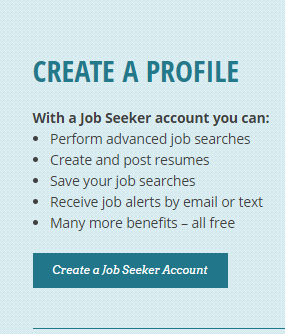 CREATE A PROFILE
With a Job Seeker account you can:
• Perform advanced job searches
• Create and post resumes
• Save your job searches
• Receive job alerts by email or text
• Many more benefits – all free
Create a Job Seeker Account